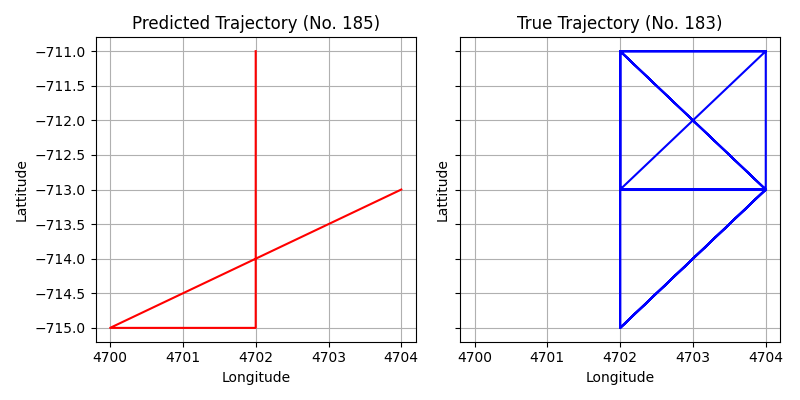 Predicted Trajectory (No. 185)
True Trajectory (No. 183)
−711.0
−711.5
−712.0
−712.5
−713.0
−713.5
−714.0
−714.5
−715.0
Lattitude
Lattitude
4700 4701 4702 4703 4704
4700 4701 4702 4703 4704
Longitude
Longitude